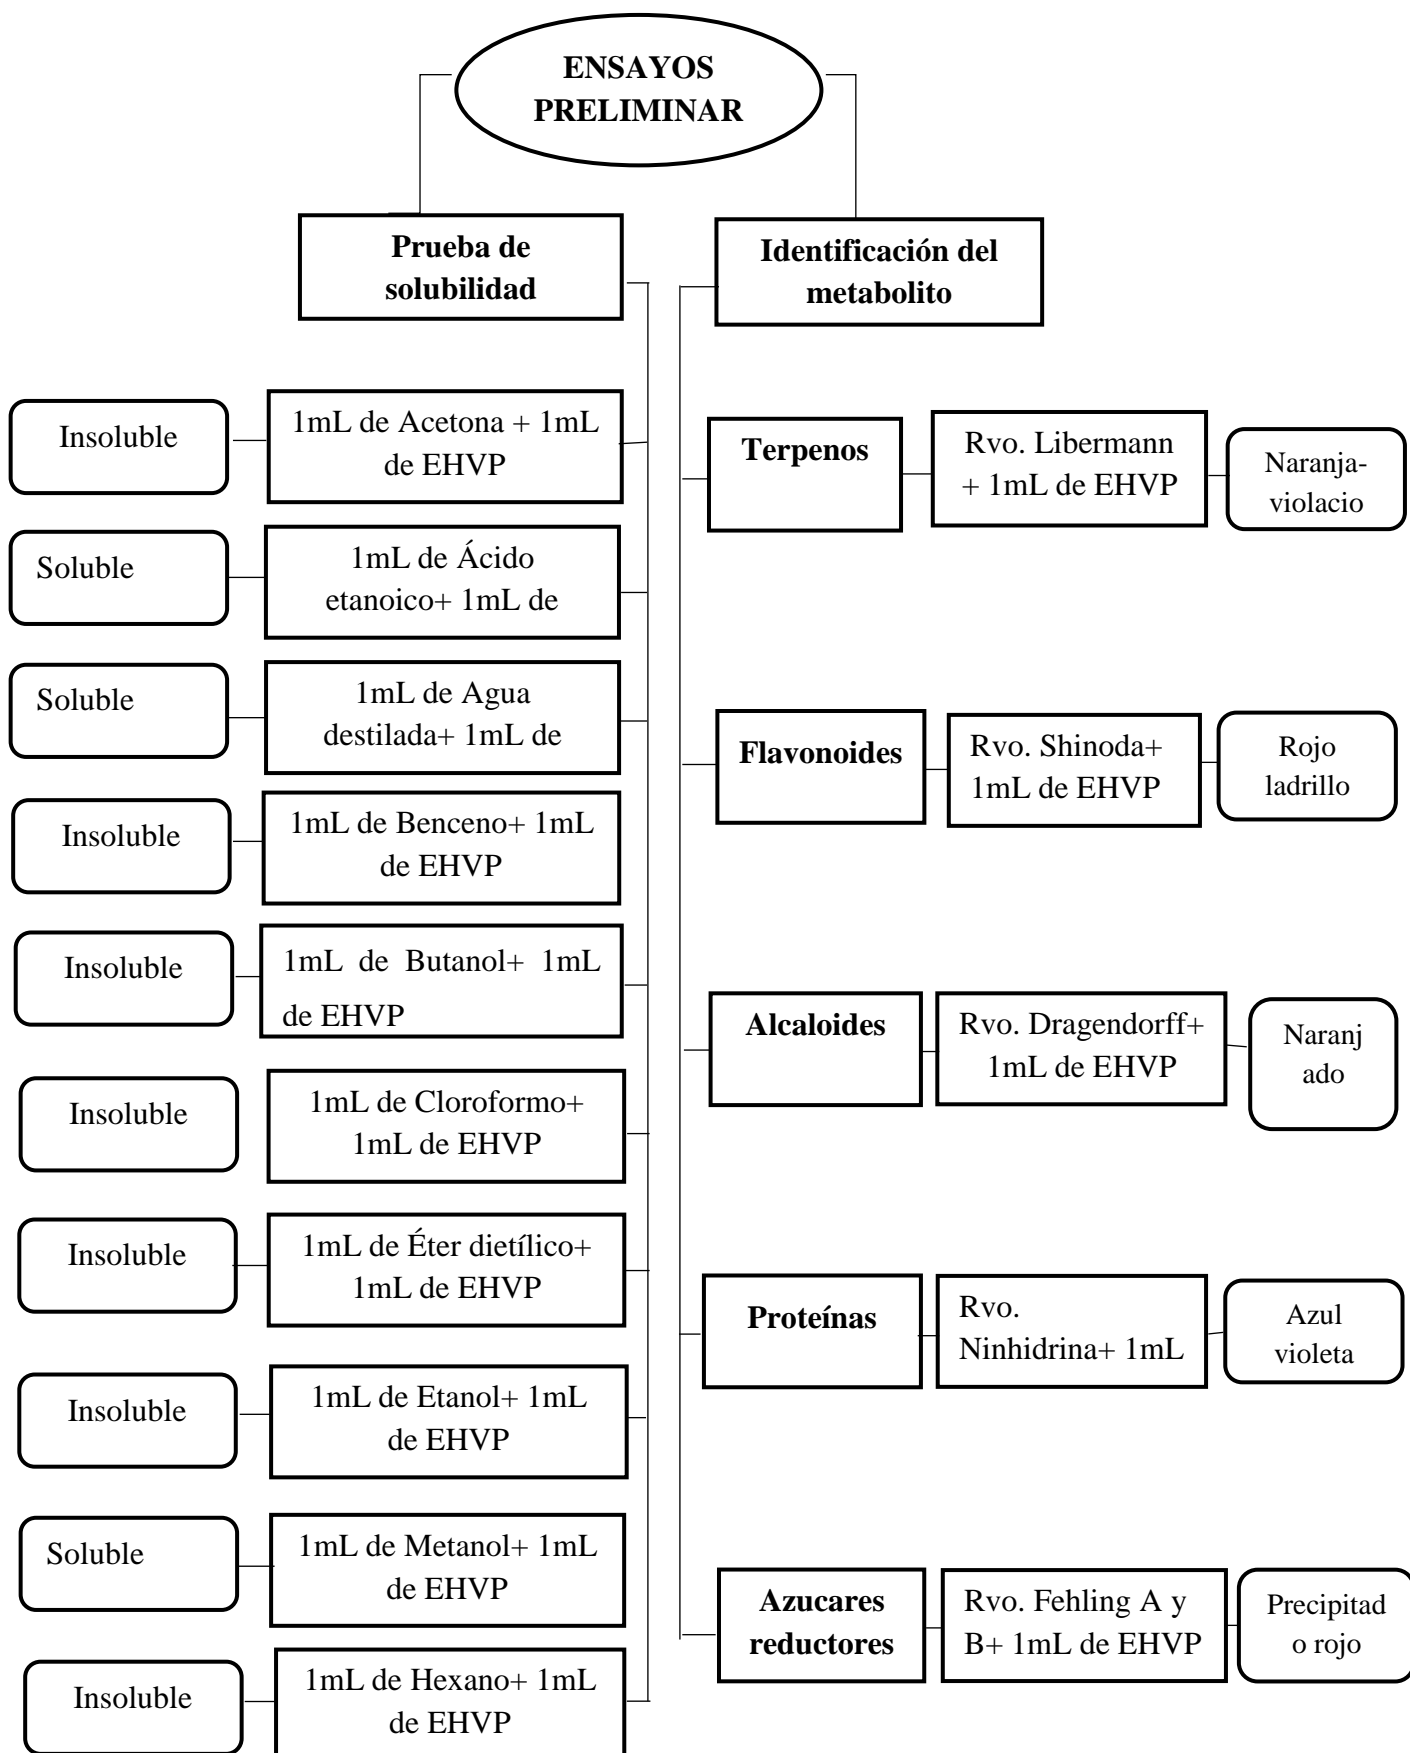 ENSAYOS
PRELIMINAR
Prueba de
solubilidad
Identificación del
metabolito
Insoluble
1mL de Acetona + 1mL
de EHVP
Soluble
1mL de Ácido
etanoico+ 1mL de
Soluble
1mL de Agua
destilada+ 1mL de
Insoluble
1mL de Benceno+ 1mL
de EHVP
Insoluble
1mL de Butanol+ 1mL
de EHVP
Insoluble
1mL de Cloroformo+
1mL de EHVP
Insoluble
1mL de Éter dietílico+
1mL de EHVP
Insoluble
1mL de Etanol+ 1mL
de EHVP
Soluble
1mL de Metanol+ 1mL
de EHVP
Insoluble
1mL de Hexano+ 1mL
de EHVP
Terpenos
Rvo. Libermann
+ 1mL de EHVP
Naranja-
violacio
Flavonoides
Rvo. Shinoda+
1mL de EHVP
Rojo
ladrillo
Alcaloides
Rvo. Dragendorff+
1mL de EHVP
Naranj
ado
Proteínas
Rvo.
Ninhidrina+ 1mL
Azul
violeta
Azucares
reductores
Rvo. Fehling A y
B+ 1mL de EHVP
Precipitad
o rojo